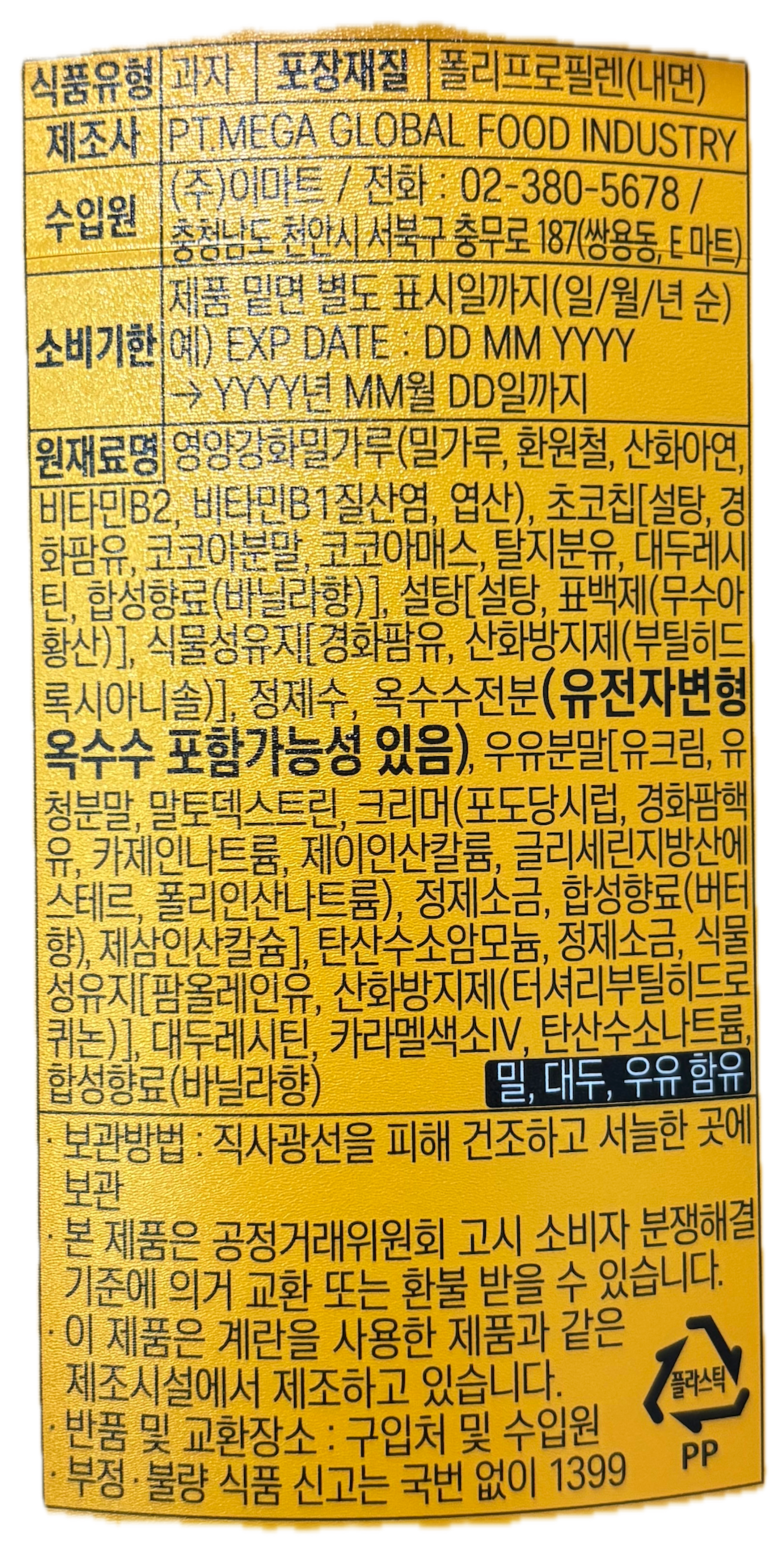 식품유형 과자 포장재질 폴리프로필렌(내면)
제조사 PT.MEGA GLOBAL FOOD INDUSTRY
수입원 (주)이마트 / 전화 : 02-380-5678 /
충청남도 천안시 서북구 충무로 187(쌍용동, E 마트)
소비기한 제품 밑면 별도 표시일까지(일/월/년 순)
예) EXP DATE : DD MM YYYY
→ YYYY년 MM월 DD일까지
원재료명 영양강화밀가루(밀가루, 환원철, 산화아연,
비타민B2, 비타민B1질산염, 엽산), 초코칩[설탕, 경
화팜유, 코코아분말, 코코아매스, 탈지분유, 대두레시
틴, 합성향료(바닐라향)], 설탕[설탕, 표백제(무수아
황산)], 식물성유지[경화팜유, 산화방지제(부틸히드
록시아니솔)], 정제수, 옥수수전분(유전자변형
옥수수 포함가능성 있음), 우유분말[유크림, 유
청분말, 말토덱스트린, 크리머(포도당시럽, 경화팜핵
유, 카제인나트륨, 제이인산칼륨, 글리세린지방산에
스테르, 폴리인산나트륨), 정제소금, 합성향료(버터
향), 제삼인산칼슘], 탄산수소암모늄, 정제소금, 식물
성유지[팜올레인유, 산화방지제(터셔리부틸히드로
퀴논)], 대두레시틴, 카라멜색소IV, 탄산수소나트륨,
합성향료(바닐라향) 밀, 대두, 우유 함유
· 보관방법 : 직사광선을 피해 건조하고 서늘한 곳에
보관
· 본 제품은 공정거래위원회 고시 소비자 분쟁해결
기준에 의거 교환 또는 환불 받을 수 있습니다.
· 이 제품은 계란을 사용한 제품과 같은
제조시설에서 제조하고 있습니다.
· 반품 및 교환장소 : 구입처 및 수입원
· 부정·불량 식품 신고는 국번 없이 1399
플라스틱
PP